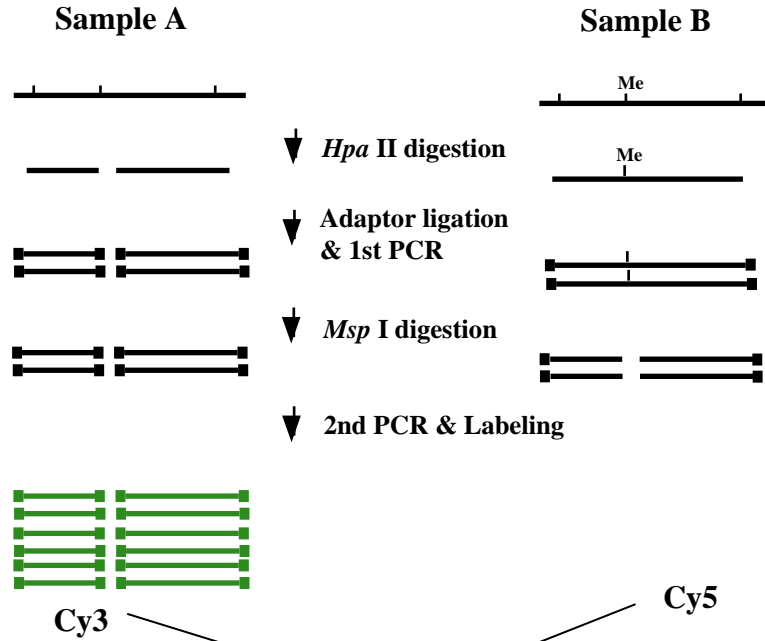 Sample A
Sample B
Me
Hpa II digestion
Me
Adaptor ligation
& 1st PCR
Msp I digestion
2nd PCR & Labeling
Cy3
Cy5